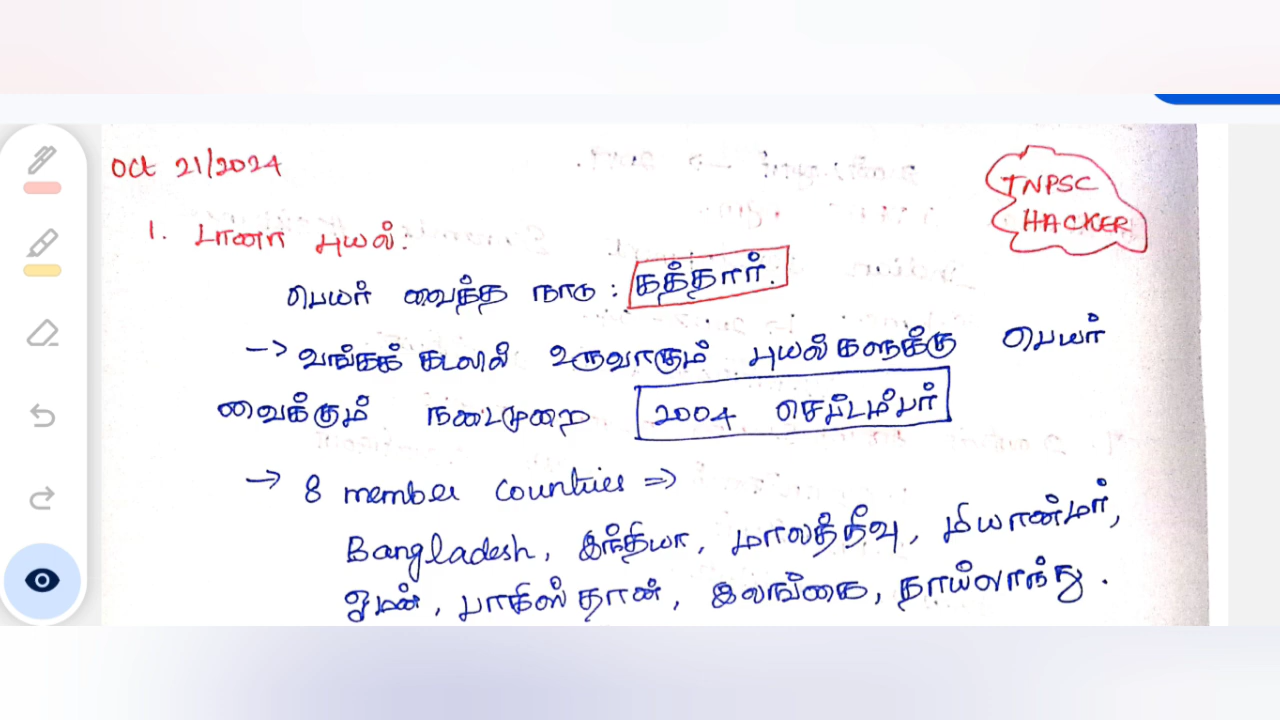 Oct 21/2024
TNPSC
HACKER
1. டானா புயல்:
பெயர் வைத்த நாடு : கத்தார்.
-> வங்கக் கடலில் உருவாகும் புயல்களுக்கு பெயர்
வைக்கும் நடைமுறை 2004 செப்டம்பர்
-> 8 member countries =>
Bangladesh, இந்தியா, மாலத்தீவு, மியான்மர்,
ஓமன், பாகிஸ்தான், இலங்கை, தாய்லாந்து.